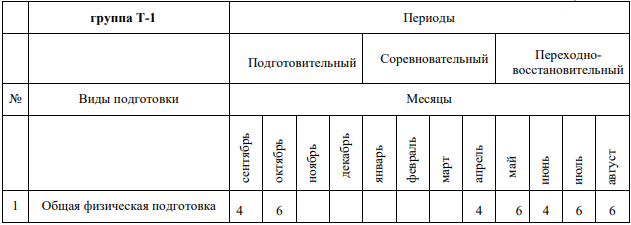 группа Т-1 Периоды
Подготовительный Соревновательный Переходно-
восстановительный
№ Виды подготовки Месяцы
сентябрь октябрь ноябрь декабрь январь февраль март апрель май июнь июль август
1 Общая физическая подготовка 4 6 4 6 4 6 6